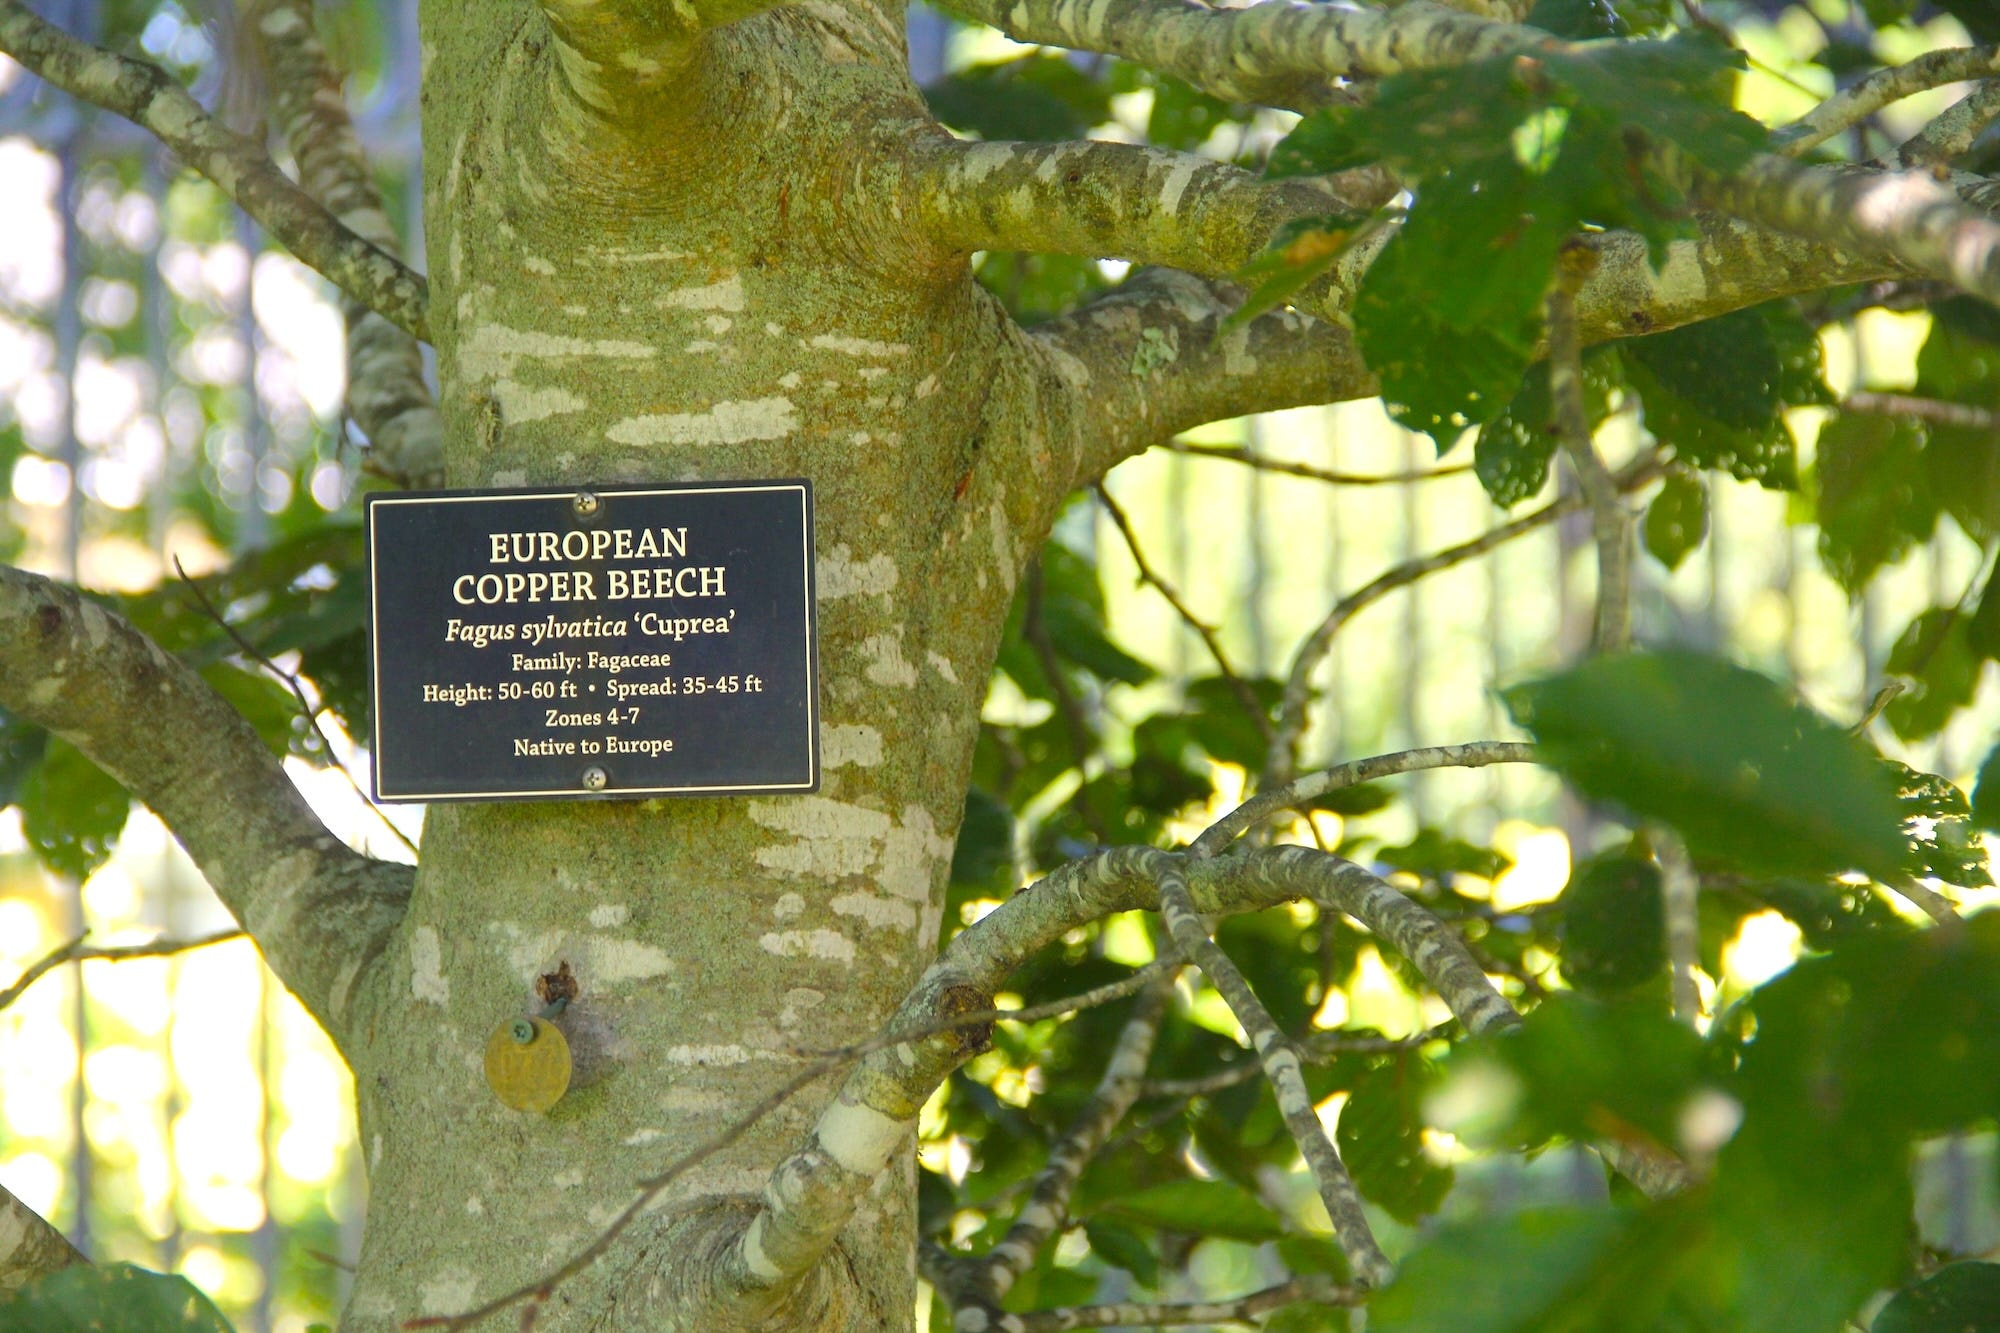 EUROPEAN
COPPER BEECH
Fagus sylvatica ‘Cuprea’
Family: Fagaceae
Height: 50-60 ft • Spread: 35-45 ft
Zones 4-7
Native to Europe